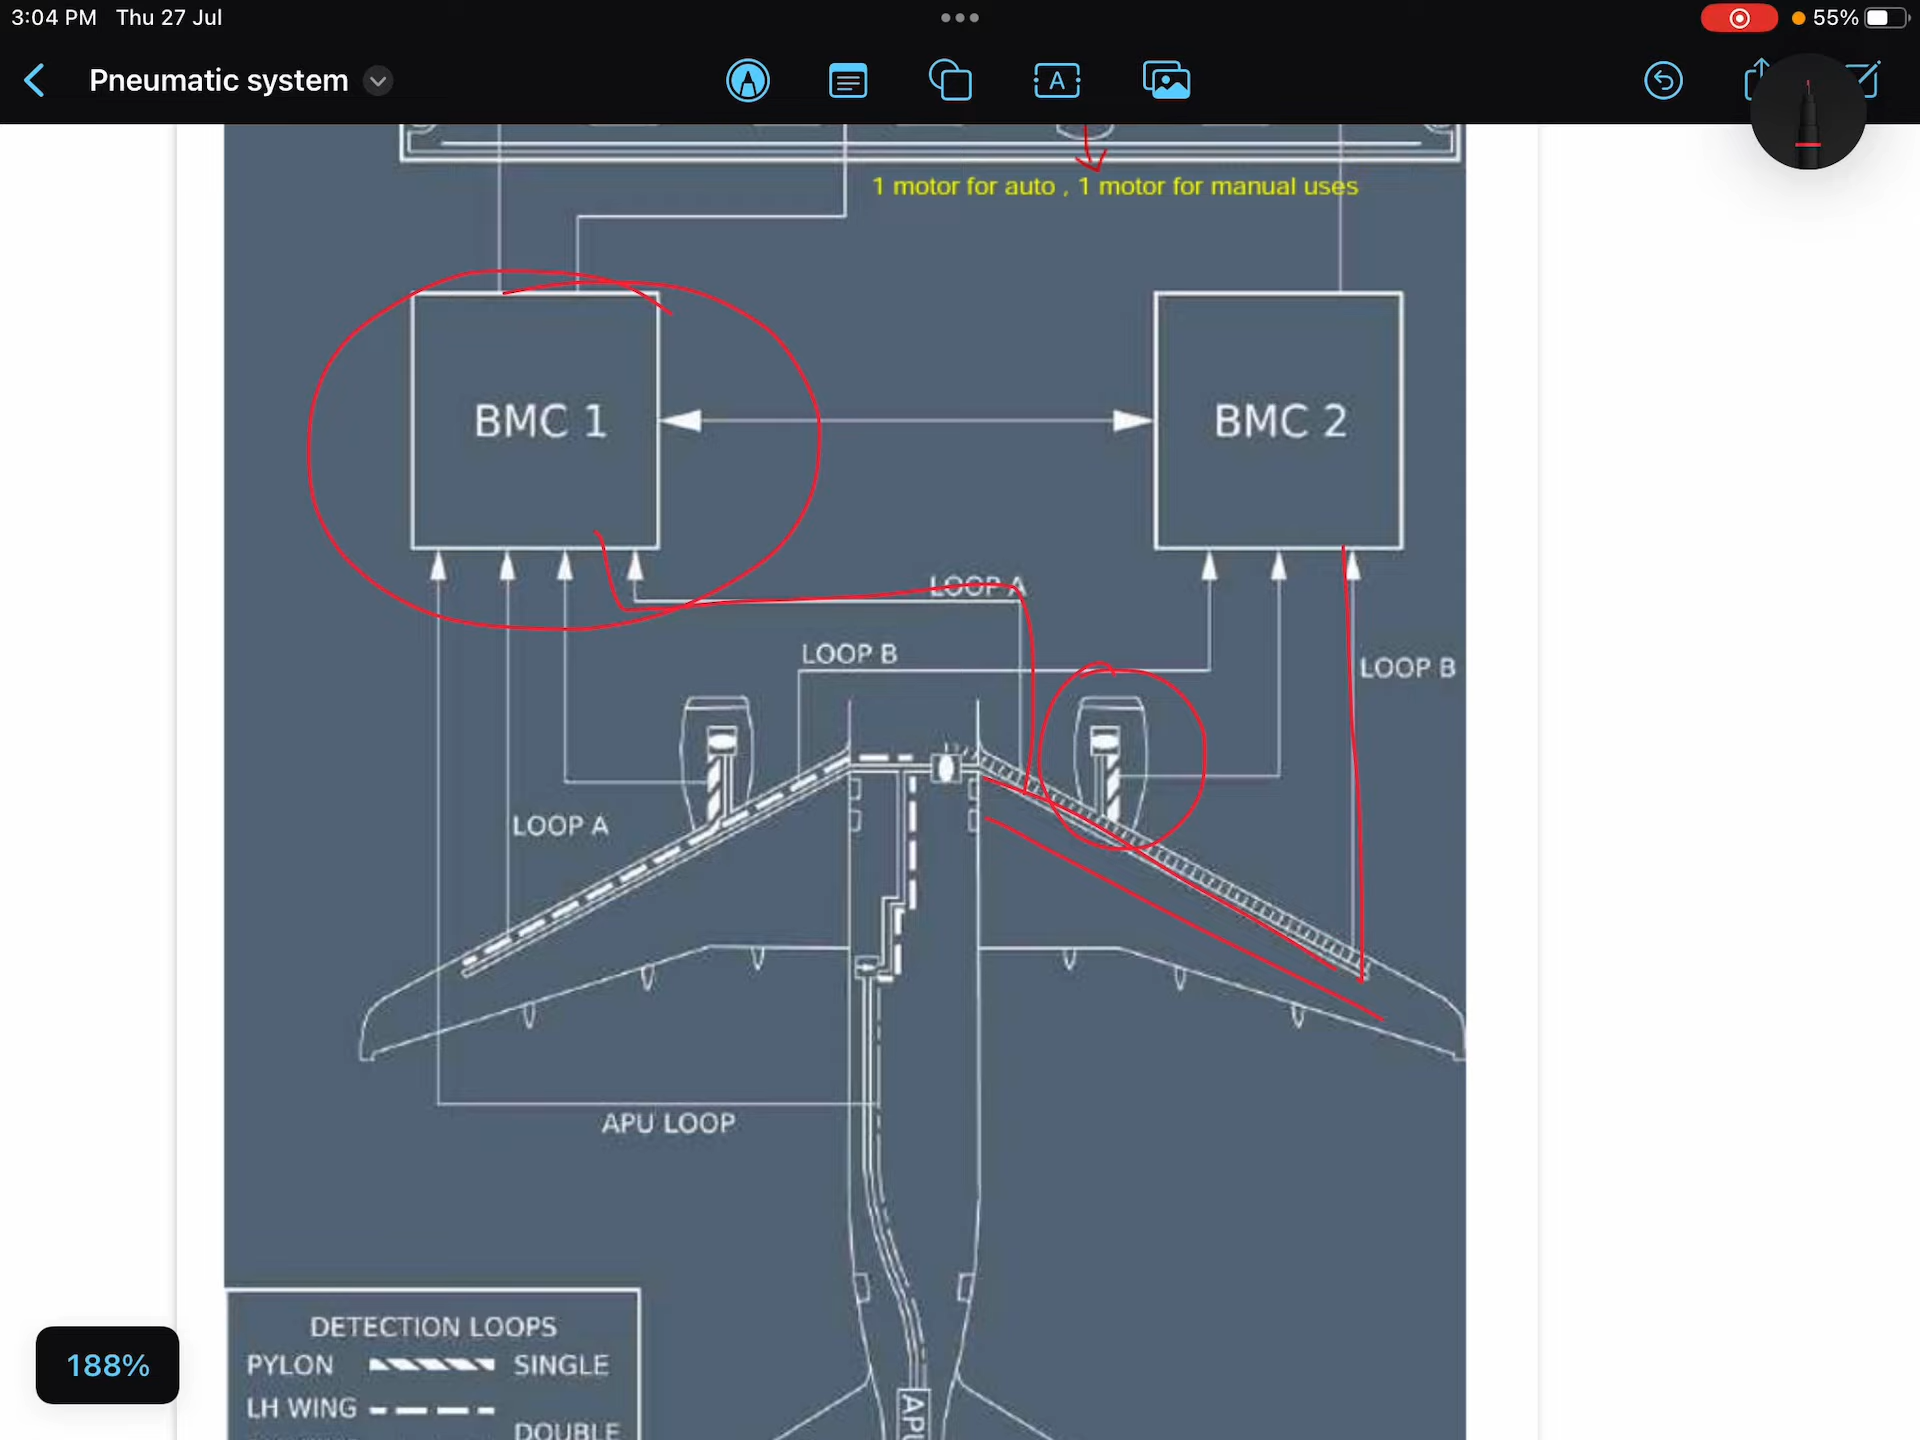 3:04 PM Thu 27 Jul
55%
Pneumatic system
A
1 motor for auto , 1 motor for manual uses
BMC 1
BMC 2
LOOP A
LOOP B
LOOP B
LOOP A
APU LOOP
DETECTION LOOPS
PYLON SINGLE
188%
LH WING
DOUBLE
APU